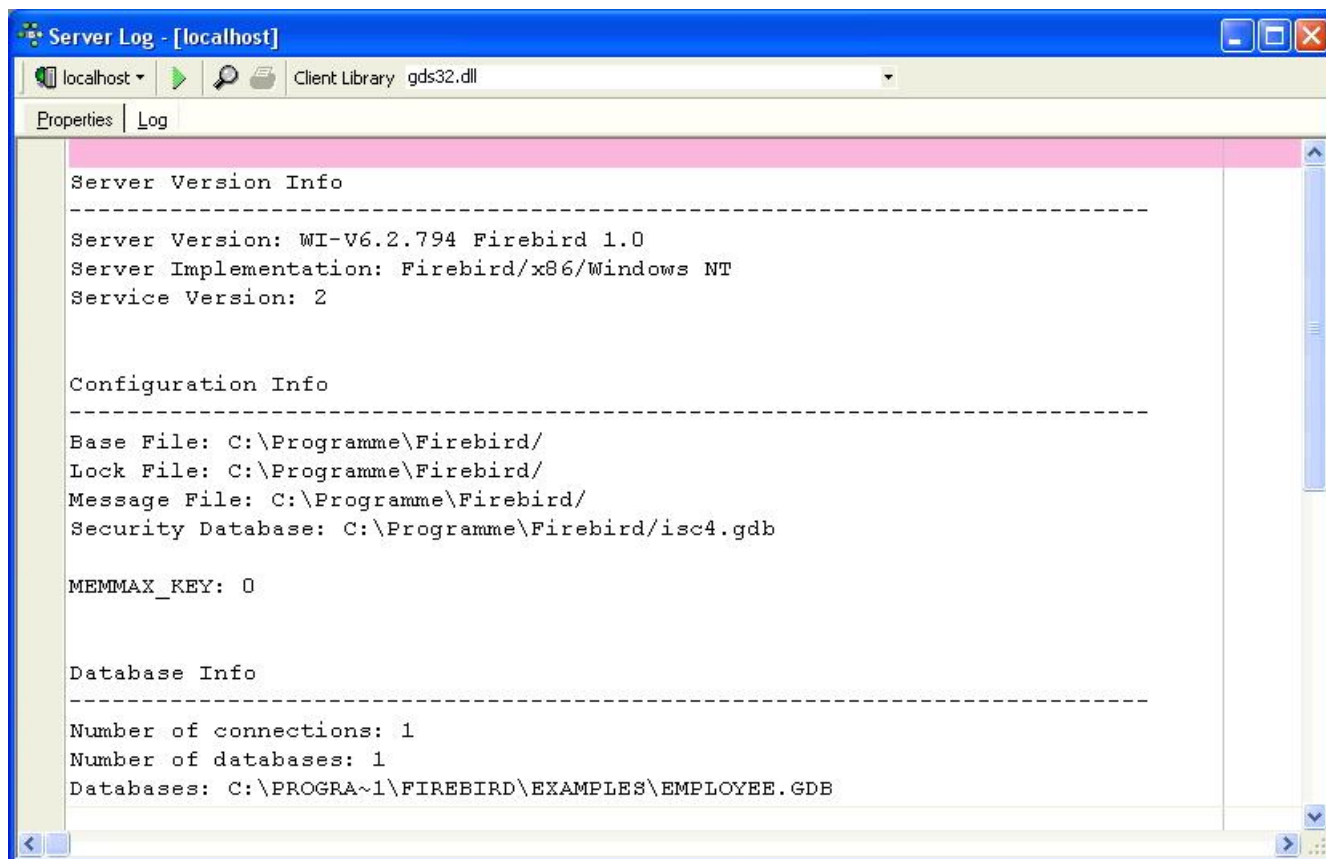 Server Log - [localhost]
localhost Client Library gds32.dll
Properties Log
Server Version Info
---------------------------------------------------------------------------
Server Version: WI-V6.2.794 Firebird 1.0
Server Implementation: Firebird/x86/Windows NT
Service Version: 2
Configuration Info
---------------------------------------------------------------------------
Base File: C:\Programme\Firebird/
Lock File: C:\Programme\Firebird/
Message File: C:\Programme\Firebird/
Security Database: C:\Programme\Firebird/isc4.gdb
MEMMAX_KEY: 0
Database Info
---------------------------------------------------------------------------
Number of connections: 1
Number of databases: 1
Databases: C:\PROGRA~1\FIREBIRD\EXAMPLES\EMPLOYEE.GDB